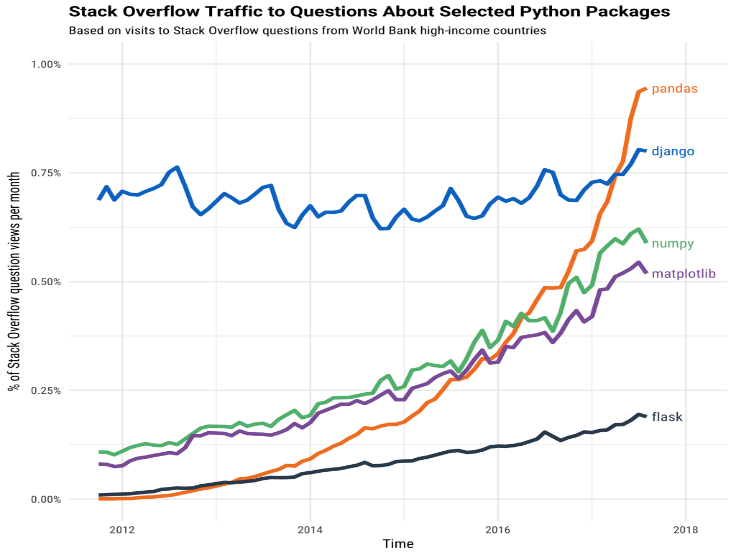 Stack Overflow Traffic to Questions About Selected Python Packages
Based on visits to Stack Overflow questions from World Bank high-income countries
% of Stack Overflow question views per month
1.00%
0.75%
0.50%
0.25%
0.00%
pandas
django
numpy
matplotlib
flask
2012
2014
2016
2018
Time